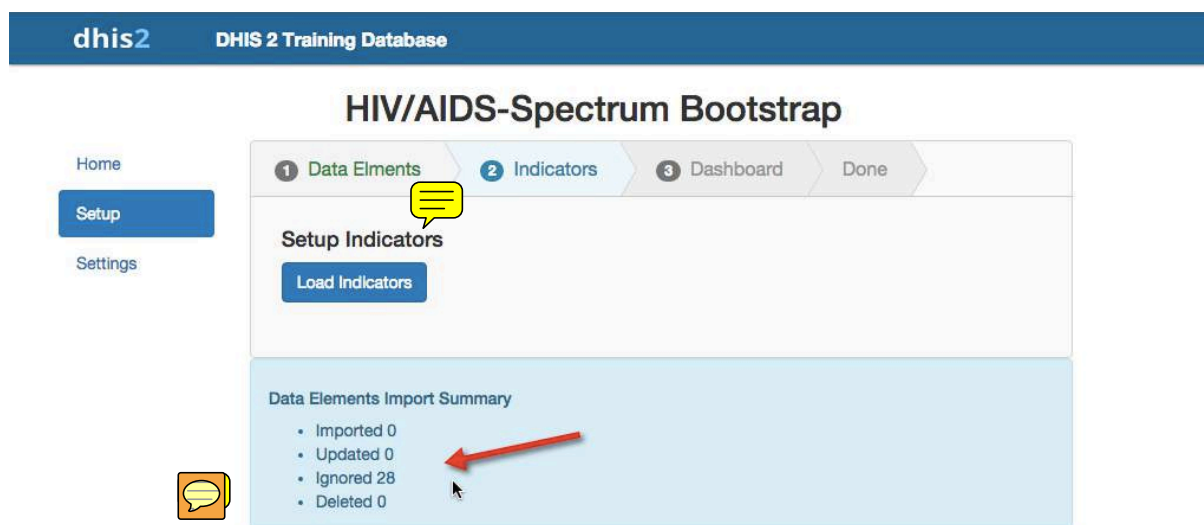 dhis2 DHIS 2 Training Database
HIV/AIDS-Spectrum Bootstrap
Home
Setup
Settings
1 Data Elments 2 Indicators 3 Dashboard Done
Setup Indicators
Load Indicators
Data Elements Import Summary
• Imported 0
• Updated 0
• Ignored 28
• Deleted 0